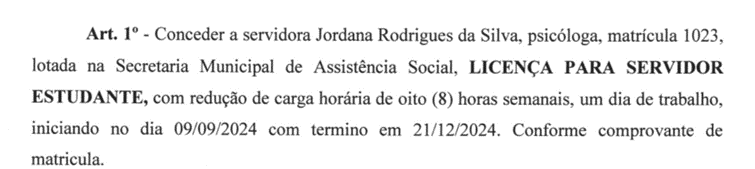 Art. 1º - Conceder a servidora Jordana Rodrigues da Silva, psicóloga, matrícula 1023,
lotada na Secretaria Municipal de Assistência Social, LICENÇA PARA SERVIDOR
ESTUDANTE, com redução de carga horária de oito (8) horas semanais, um dia de trabalho,
iniciando no dia 09/09/2024 com termino em 21/12/2024. Conforme comprovante de
matricula.